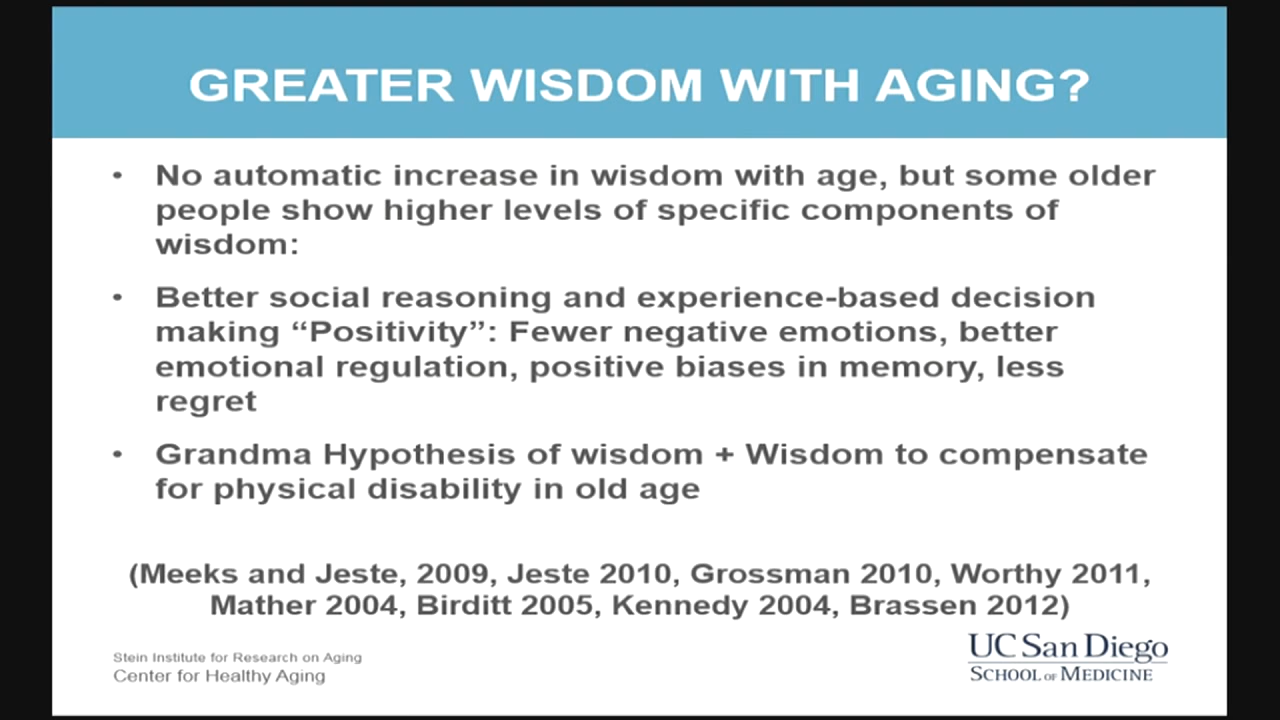 GREATER WISDOM WITH AGING?
• No automatic increase in wisdom with age, but some older
people show higher levels of specific components of
wisdom:
• Better social reasoning and experience-based decision
making “Positivity”: Fewer negative emotions, better
emotional regulation, positive biases in memory, less
regret
• Grandma Hypothesis of wisdom + Wisdom to compensate
for physical disability in old age
(Meeks and Jeste, 2009, Jeste 2010, Grossman 2010, Worthy 2011,
Mather 2004, Birditt 2005, Kennedy 2004, Brassen 2012)
Stein Institute for Research on Aging
Center for Healthy Aging
UC San Diego
SCHOOL OF MEDICINE